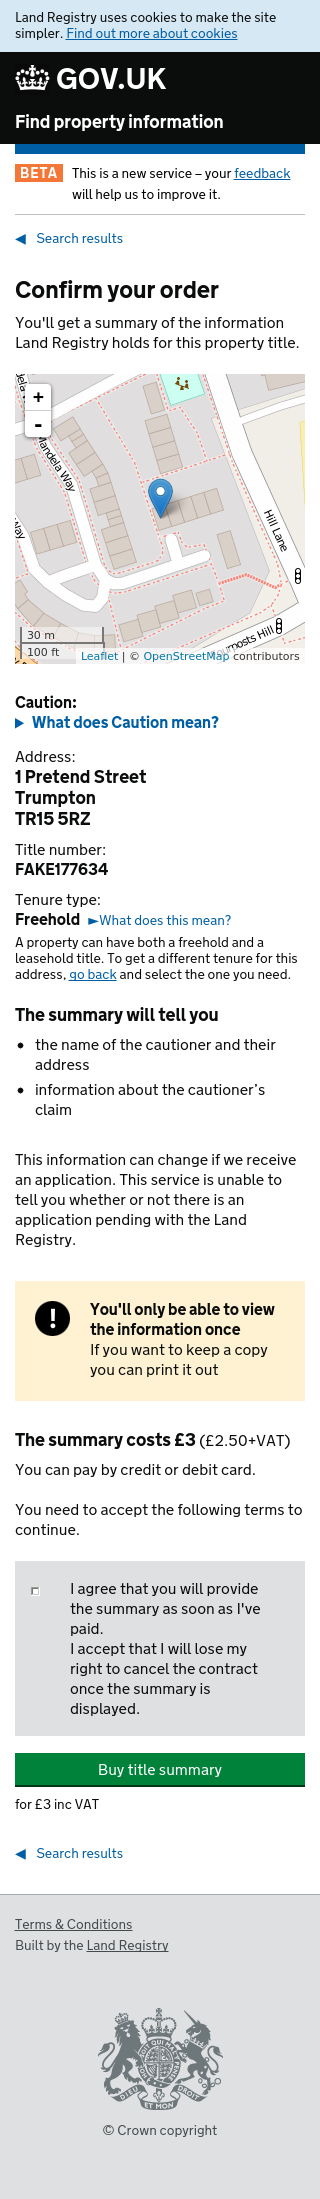 Land Registry uses cookies to make the site
simpler. Find out more about cookies
GOV.UK
Find property information
BETA
This is a new service – your feedback
will help us to improve it.
◀ Search results
Confirm your order
You'll get a summary of the information
Land Registry holds for this property title.
+
-
Mandela Way
Way
Hill Lane
30 m
100 ft
Leaflet | © OpenStreetMap contributors
Caution:
▶ What does Caution mean?
Address:
1 Pretend Street
Trumpton
TR15 5RZ
Title number:
FAKE177634
Tenure type:
Freehold ►What does this mean?
A property can have both a freehold and a
leasehold title. To get a different tenure for this
address, go back and select the one you need.
The summary will tell you
• the name of the cautioner and their
address
• information about the cautioner’s
claim
This information can change if we receive
an application. This service is unable to
tell you whether or not there is an
application pending with the Land
Registry.
!
You'll only be able to view
the information once
If you want to keep a copy
you can print it out
The summary costs £3 (£2.50+VAT)
You can pay by credit or debit card.
You need to accept the following terms to
continue.
I agree that you will provide
the summary as soon as I've
paid.
I accept that I will lose my
right to cancel the contract
once the summary is
displayed.
Buy title summary
for £3 inc VAT
◀ Search results
Terms & Conditions
Built by the Land Registry
DIEU ET MON DROIT
© Crown copyright